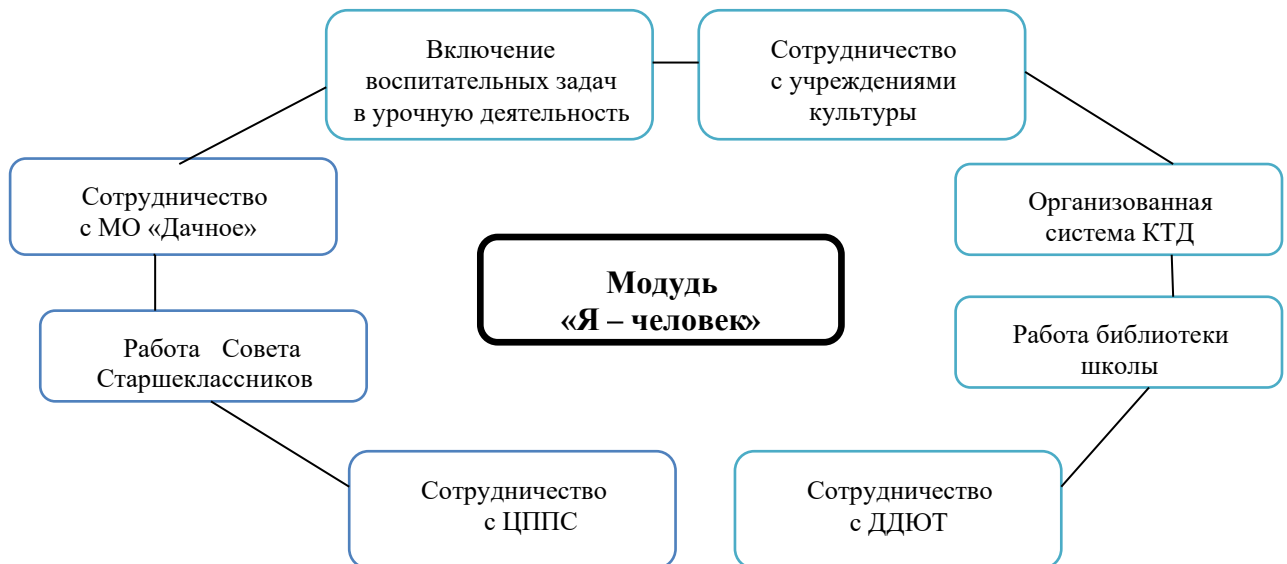 Включение
воспитательных задач
в урочную деятельность
Сотрудничество
с учреждениями
культуры
Сотрудничество
с МО «Дачное»
Организованная
система КТД
Модудь
«Я – человек»
Работа Совета
Старшеклассников
Работа библиотеки
школы
Сотрудничество
с ЦППС
Сотрудничество
с ДДЮТ